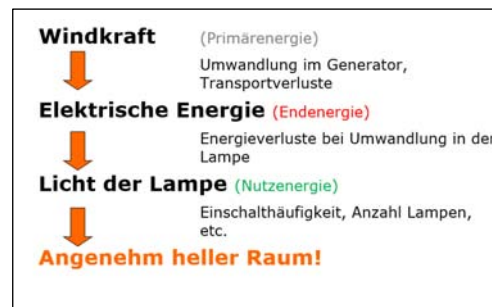 Windkraft (Primärenergie)
Umwandlung im Generator,
Transportverluste
Elektrische Energie (Endenergie)
Energieverluste bei Umwandlung in der
Lampe
Licht der Lampe (Nutzenergie)
Einschalthäufigkeit, Anzahl Lampen,
etc.
Angenehm heller Raum!